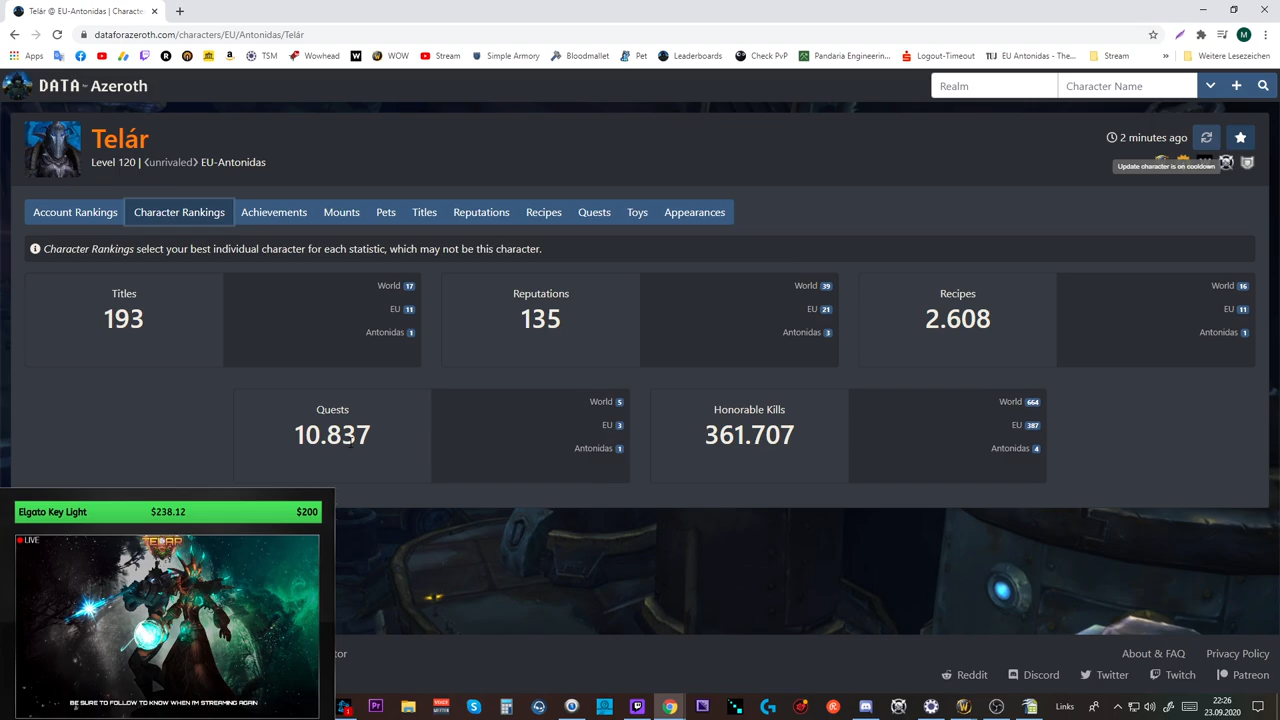 Telár @ EU-Antonidas | Characte
dataforazeroth.com/characters/EU/Antonidas/Telár
M
Apps
TSM
Wowhead
WOW
Stream
Simple Armory
Bloodmallet
Pet
Leaderboards
Check PvP
Pandaria Engineerin...
Logout-Timeout
EU Antonidas - The...
Stream
Weitere Lesezeichen
DATA for Azeroth
Realm
Character Name
Telár
Level 120 | <unrivaled> EU-Antonidas
2 minutes ago
Update character is on cooldown
Account Rankings
Character Rankings
Achievements
Mounts
Pets
Titles
Reputations
Recipes
Quests
Toys
Appearances
Character Rankings select your best individual character for each statistic, which may not be this character.
Titles
193
World 17
EU 11
Antonidas 1
Reputations
135
World 39
EU 21
Antonidas 3
Recipes
2.608
World 16
EU 11
Antonidas 1
Quests
10.837
World 5
EU 3
Antonidas 1
Honorable Kills
361.707
World 664
EU 387
Antonidas 4
Elgato Key Light $238.12 $200
LIVE
TELAR
BE SURE TO FOLLOW TO KNOW WHEN I'M STREAMING AGAIN
tor
About & FAQ
Privacy Policy
Reddit
Discord
Twitter
Twitch
Patreon
Links
22:26
23.09.2020